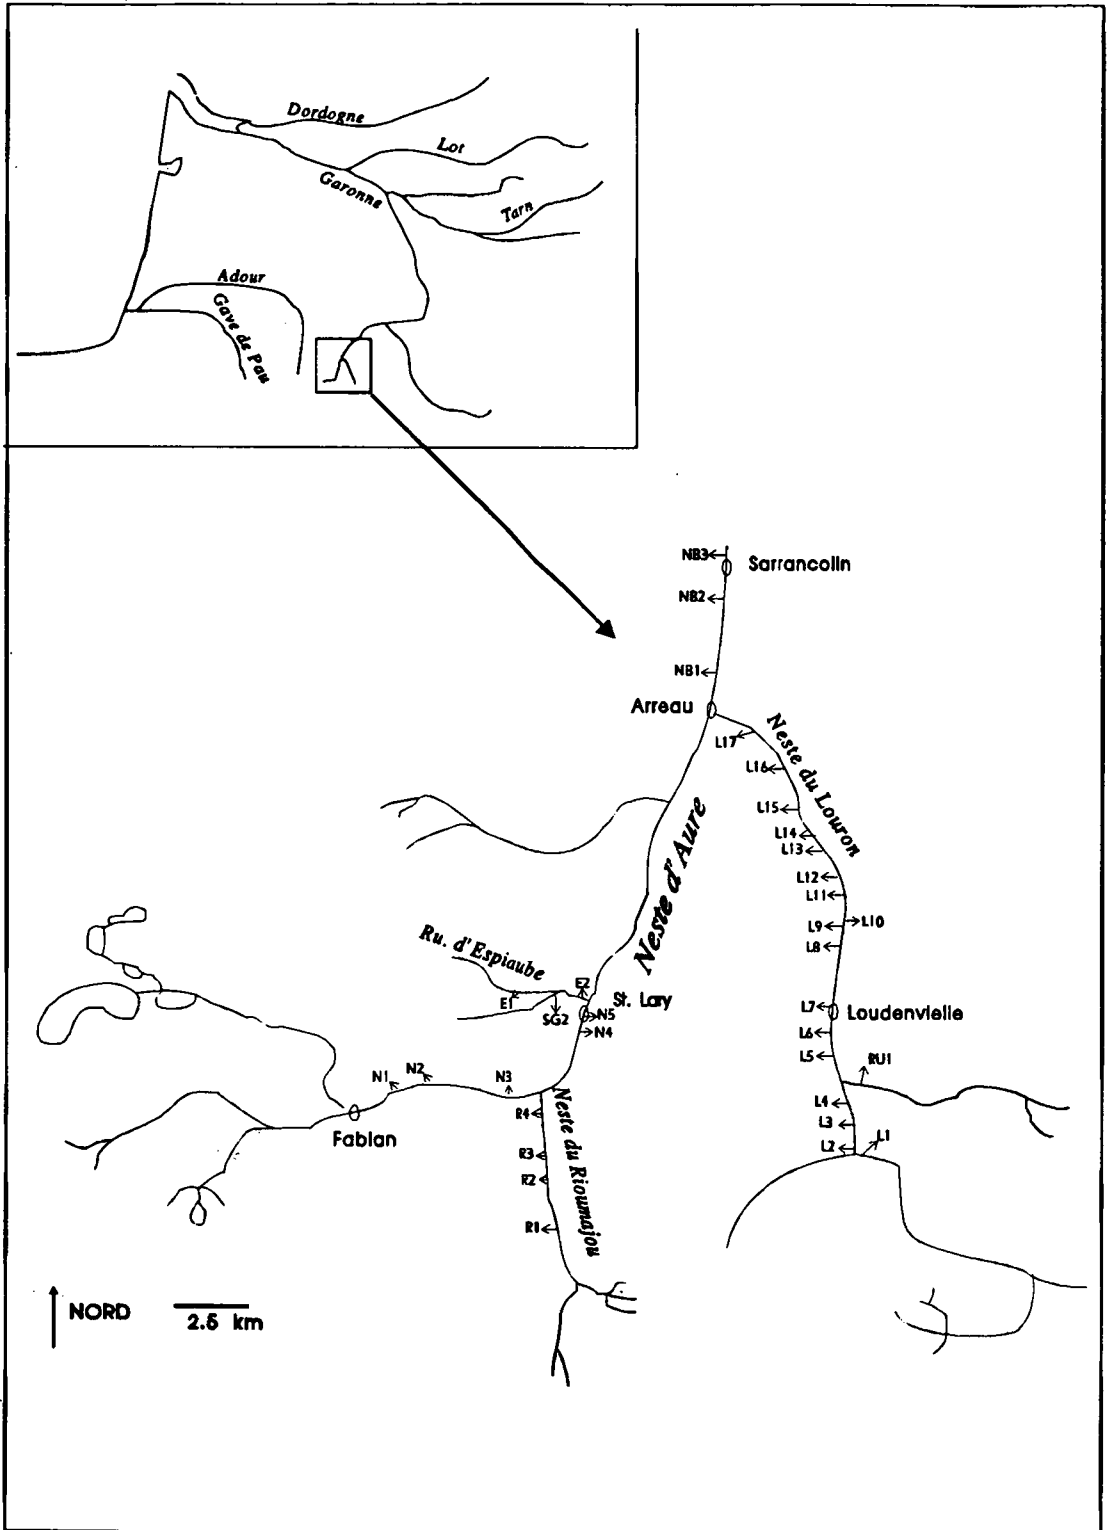 Dordogne
Lot
Garonne
Tarn
Adour
Gave de Pau
NB3
Sarrancolin
NB2
NB1
Arreau
L17
Neste du Louron
L16
L15
L14
L13
L12
L11
L10
L9
L8
Neste d'Aure
Ru. d'Espiaube
E2
E1
SG2
St. Lary
N5
N4
L7
Loudenvielle
L6
L5
RU1
N1
N2
N3
L4
L3
L2
L1
Fabian
R4
R3
R2
R1
Neste du Rioumajou
NORD
2.5 km